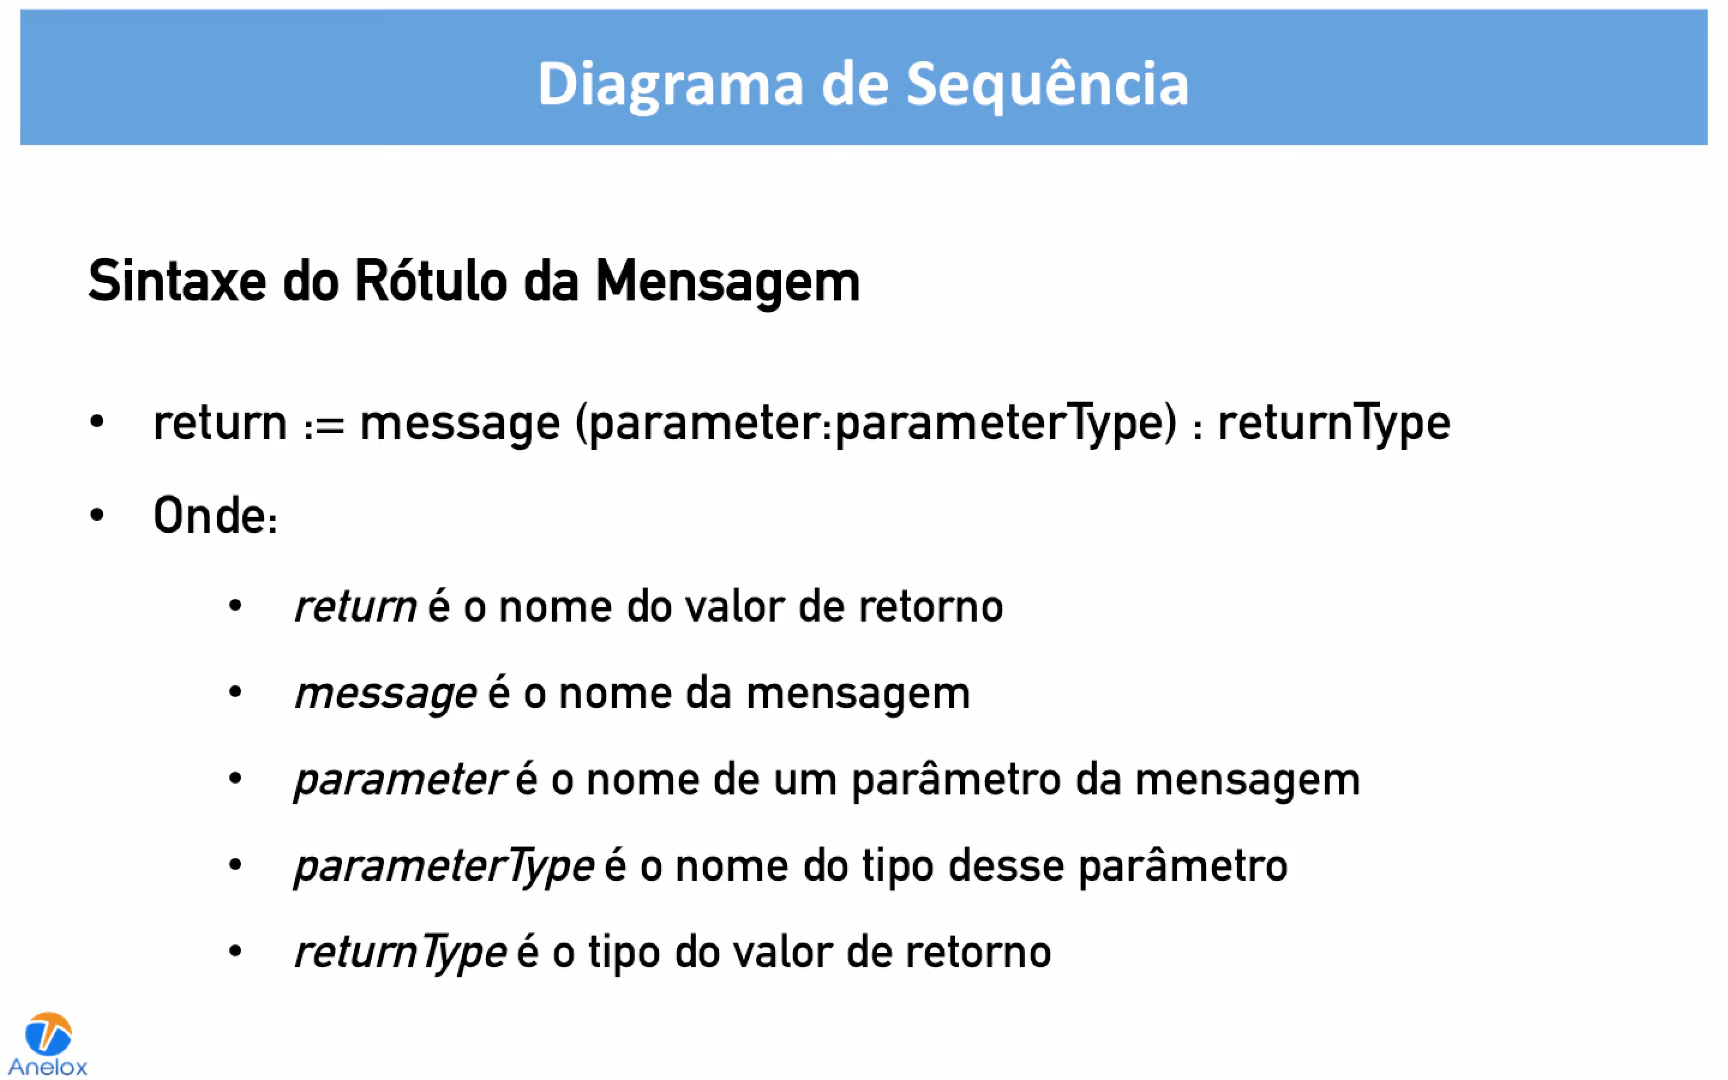 Diagrama de Sequência
Sintaxe do Rótulo da Mensagem
• return := message (parameter:parameterType) : returnType
• Onde:
• return é o nome do valor de retorno
• message é o nome da mensagem
• parameter é o nome de um parâmetro da mensagem
• parameterType é o nome do tipo desse parâmetro
• returnType é o tipo do valor de retorno
Anelox